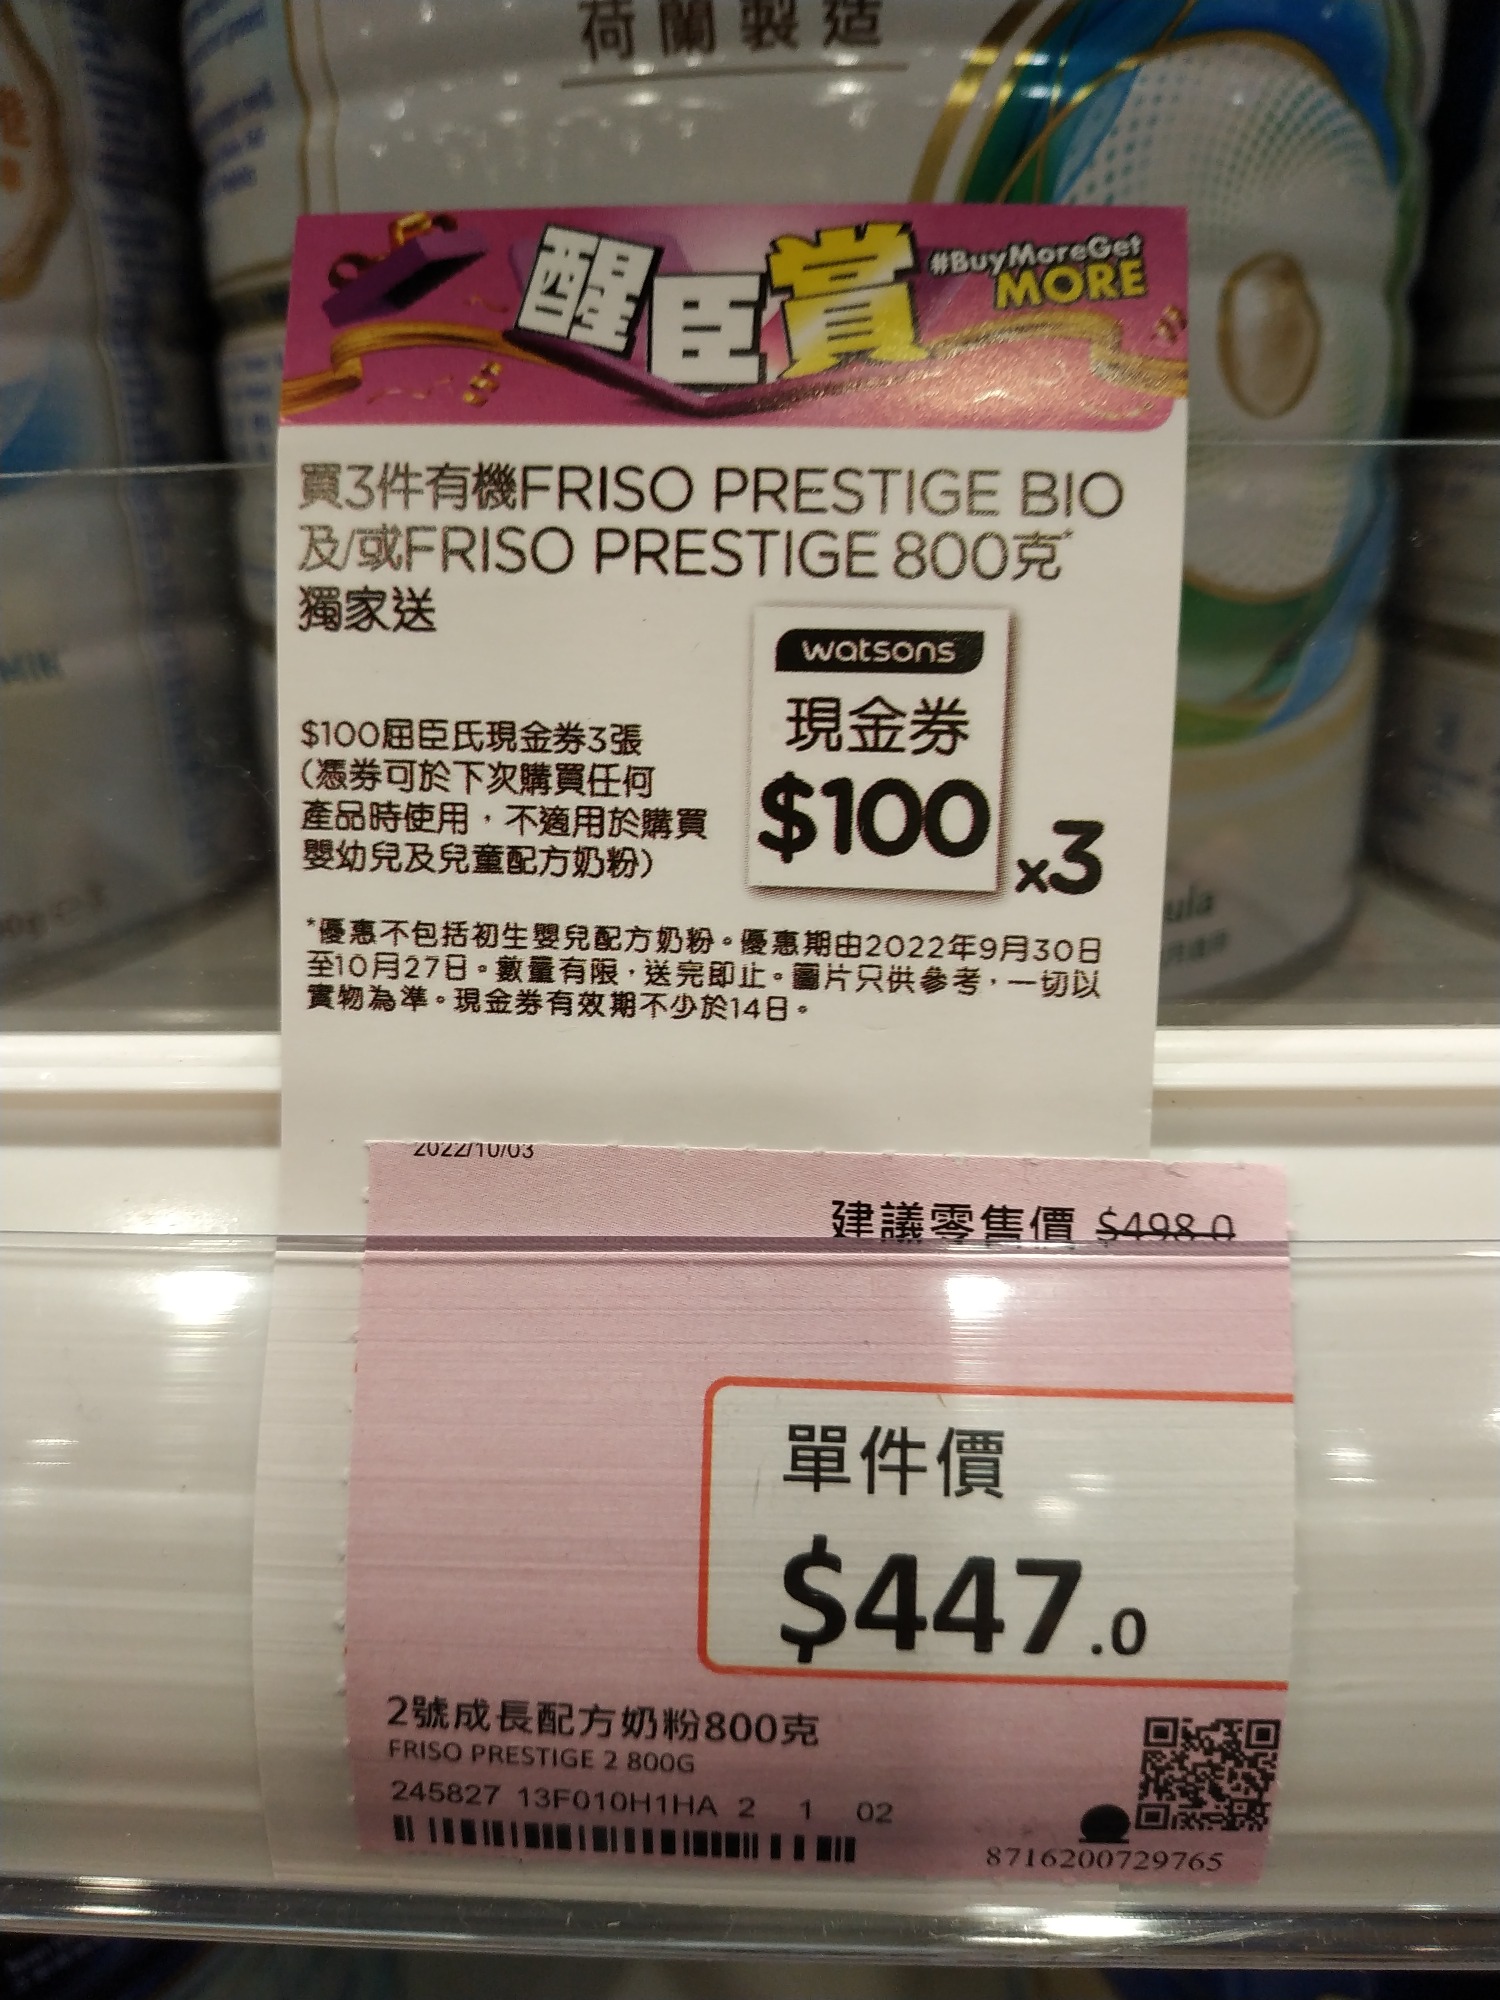 荷蘭製造
醒臣賞
#BuyMoreGet
MORE
買3件有機FRISO PRESTIGE BIO
及/或FRISO PRESTIGE 800克*
獨家送
$100屈臣氏現金券3張
(憑券可於下次購買任何
產品時使用，不適用於購買
嬰幼兒及兒童配方奶粉)
watsons
現金券
$100
x3
*優惠不包括初生嬰兒配方奶粉。優惠期由2022年9月30日
至10月27日。數量有限，送完即止。圖片只供參考，一切以
實物為準。現金券有效期不少於14日。
2022/10/03
建議零售價 $498.0
單件價
$447.0
2號成長配方奶粉800克
FRISO PRESTIGE 2 800G
245827 13F010H1HA 2 1 02
8716200729765